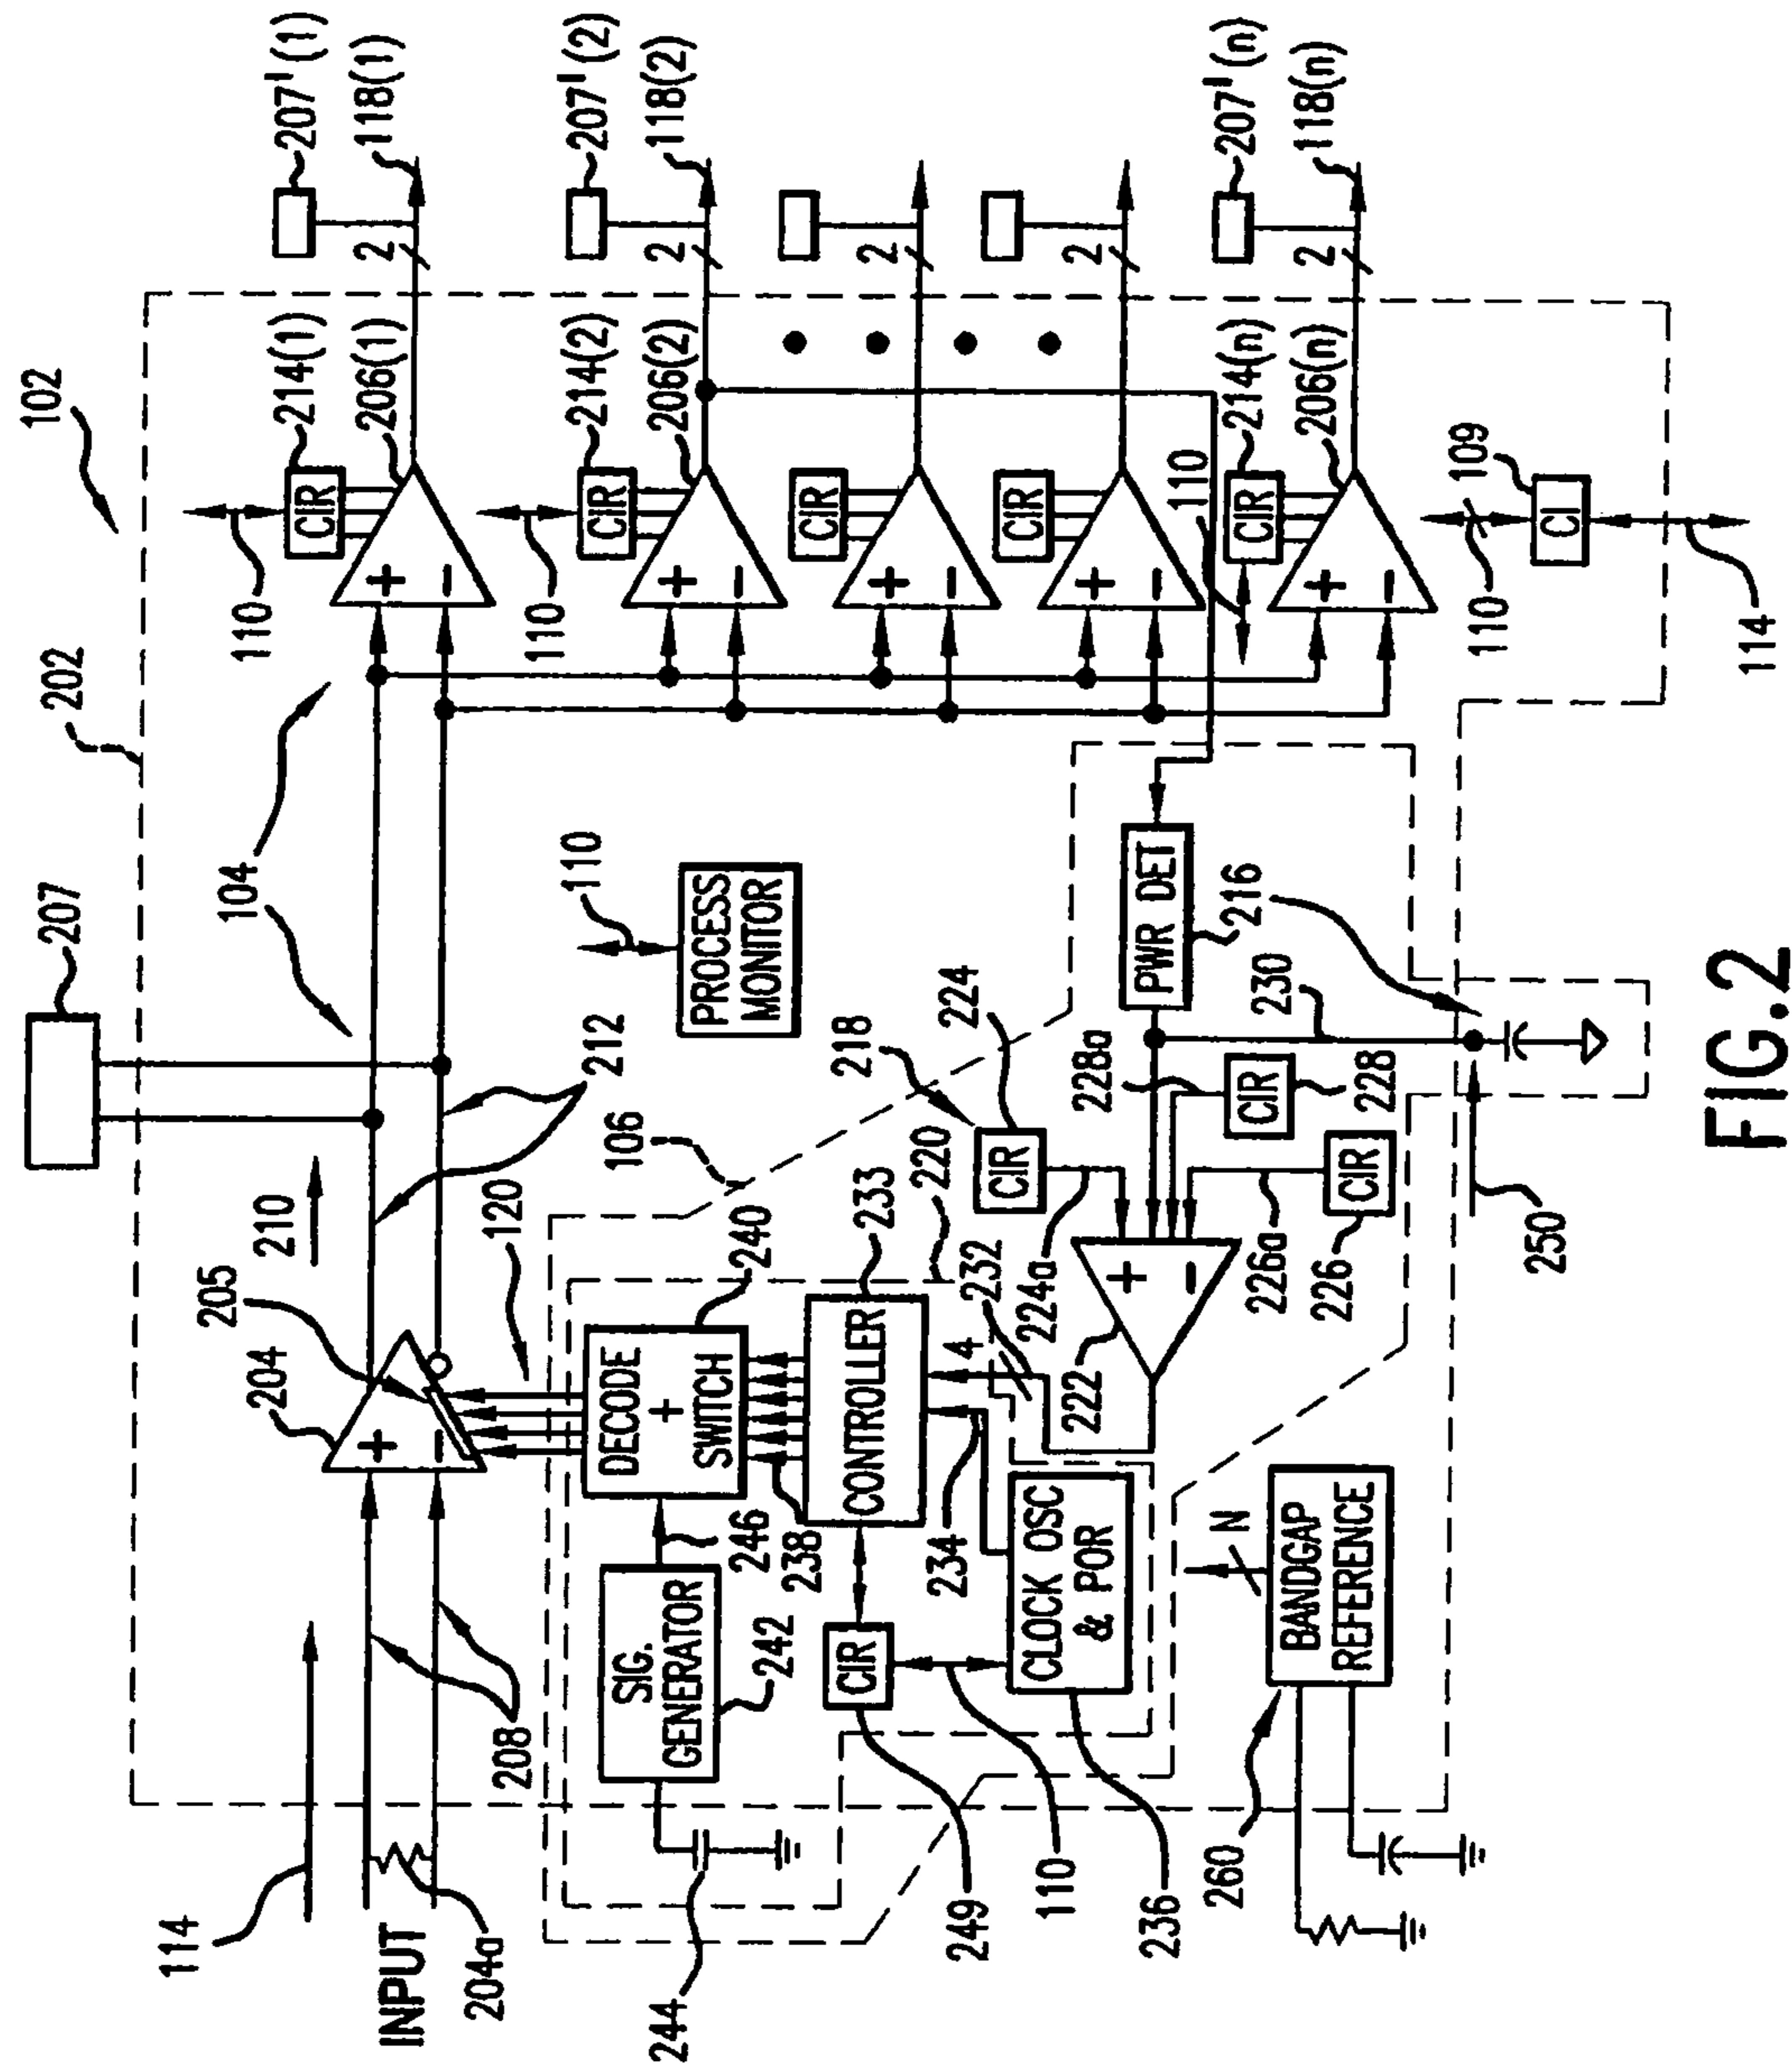 102
202
207
104
210
205
204
114
INPUT
204a
208
212
+
−
110
CIR
214(1)
206(1)
+
−
2
207'(1)
118(1)
110
CIR
214(2)
206(2)
+
−
2
207'(2)
118(2)
CIR
+
−
2
CIR
+
−
2
110
CIR
214(n)
206(n)
+
−
2
207'(n)
118(n)
110
CI
109
114
110
PROCESS
MONITOR
120
106
220
240
DECODE
+
SWITCH
SIG.
GENERATOR
242
244
246
238
233
CONTROLLER
CIR
249
110
234
232
4
CLOCK OSC
& POR
236
218
224
CIR
224a
222
+
−
228a
CIR
228
226a
CIR
226
PWR DET
216
230
250
N
BANDGAP
REFERENCE
260
FIG.2